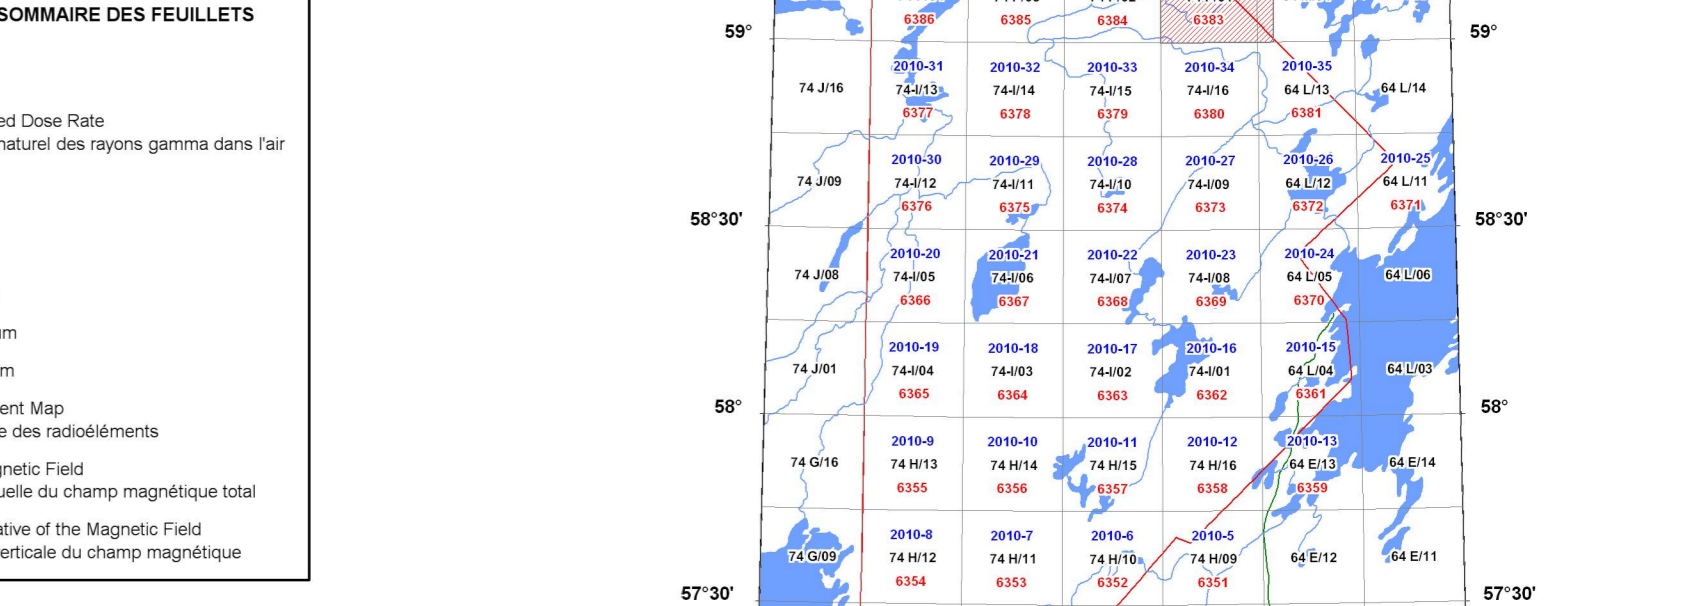 SOMMAIRE DES FEUILLETS
ed Dose Rate
naturel des rayons gamma dans l'air
um
m
ent Map
e des radioéléments
gnetic Field
uelle du champ magnétique total
ative of the Magnetic Field
erticale du champ magnétique
6386 6385 6384 6383
59° 59°
2010-31 2010-32 2010-33 2010-34 2010-35
74 J/16 74-I/13 74-I/14 74-I/15 74-I/16 64 L/13 64 L/14
6377 6378 6379 6380 6381
2010-30 2010-29 2010-28 2010-27 2010-26 2010-25
74 J/09 74-I/12 74-I/11 74-I/10 74-I/09 64 L/12 64 L/11
6376 6375 6374 6373 6372 6371
58°30' 58°30'
2010-20 2010-21 2010-22 2010-23 2010-24
74 J/08 74-I/05 74-I/06 74-I/07 74-I/08 64 L/05 64 L/06
6366 6367 6368 6369 6370
2010-19 2010-18 2010-17 2010-16 2010-15
74 J/01 74-I/04 74-I/03 74-I/02 74-I/01 64 L/04 64 L/03
6365 6364 6363 6362 6361
58° 58°
2010-9 2010-10 2010-11 2010-12 2010-13
74 G/16 74 H/13 74 H/14 74 H/15 74 H/16 64 E/13 64 E/14
6355 6356 6357 6358 6359
2010-8 2010-7 2010-6 2010-5
74 G/09 74 H/12 74 H/11 74 H/10 74 H/09 64 E/12 64 E/11
6354 6353 6352 6351
57°30' 57°30'